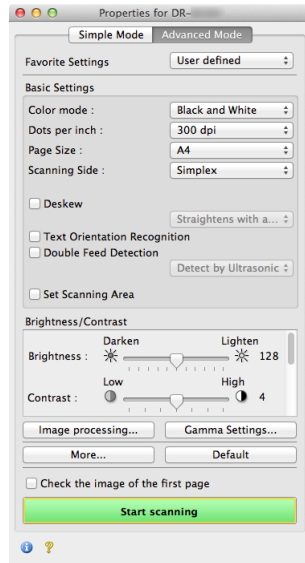 Properties for DR-
Simple Mode Advanced Mode
Favorite Settings User defined
Basic Settings
Color mode : Black and White
Dots per inch : 300 dpi
Page Size : A4
Scanning Side : Simplex
Deskew
Straightens with a...
Text Orientation Recognition
Double Feed Detection
Detect by Ultrasonic
Set Scanning Area
Brightness/Contrast
Darken Lighten
Brightness : 128
Low High
Contrast : 4
Image processing... Gamma Settings...
More... Default
Check the image of the first page
Start scanning